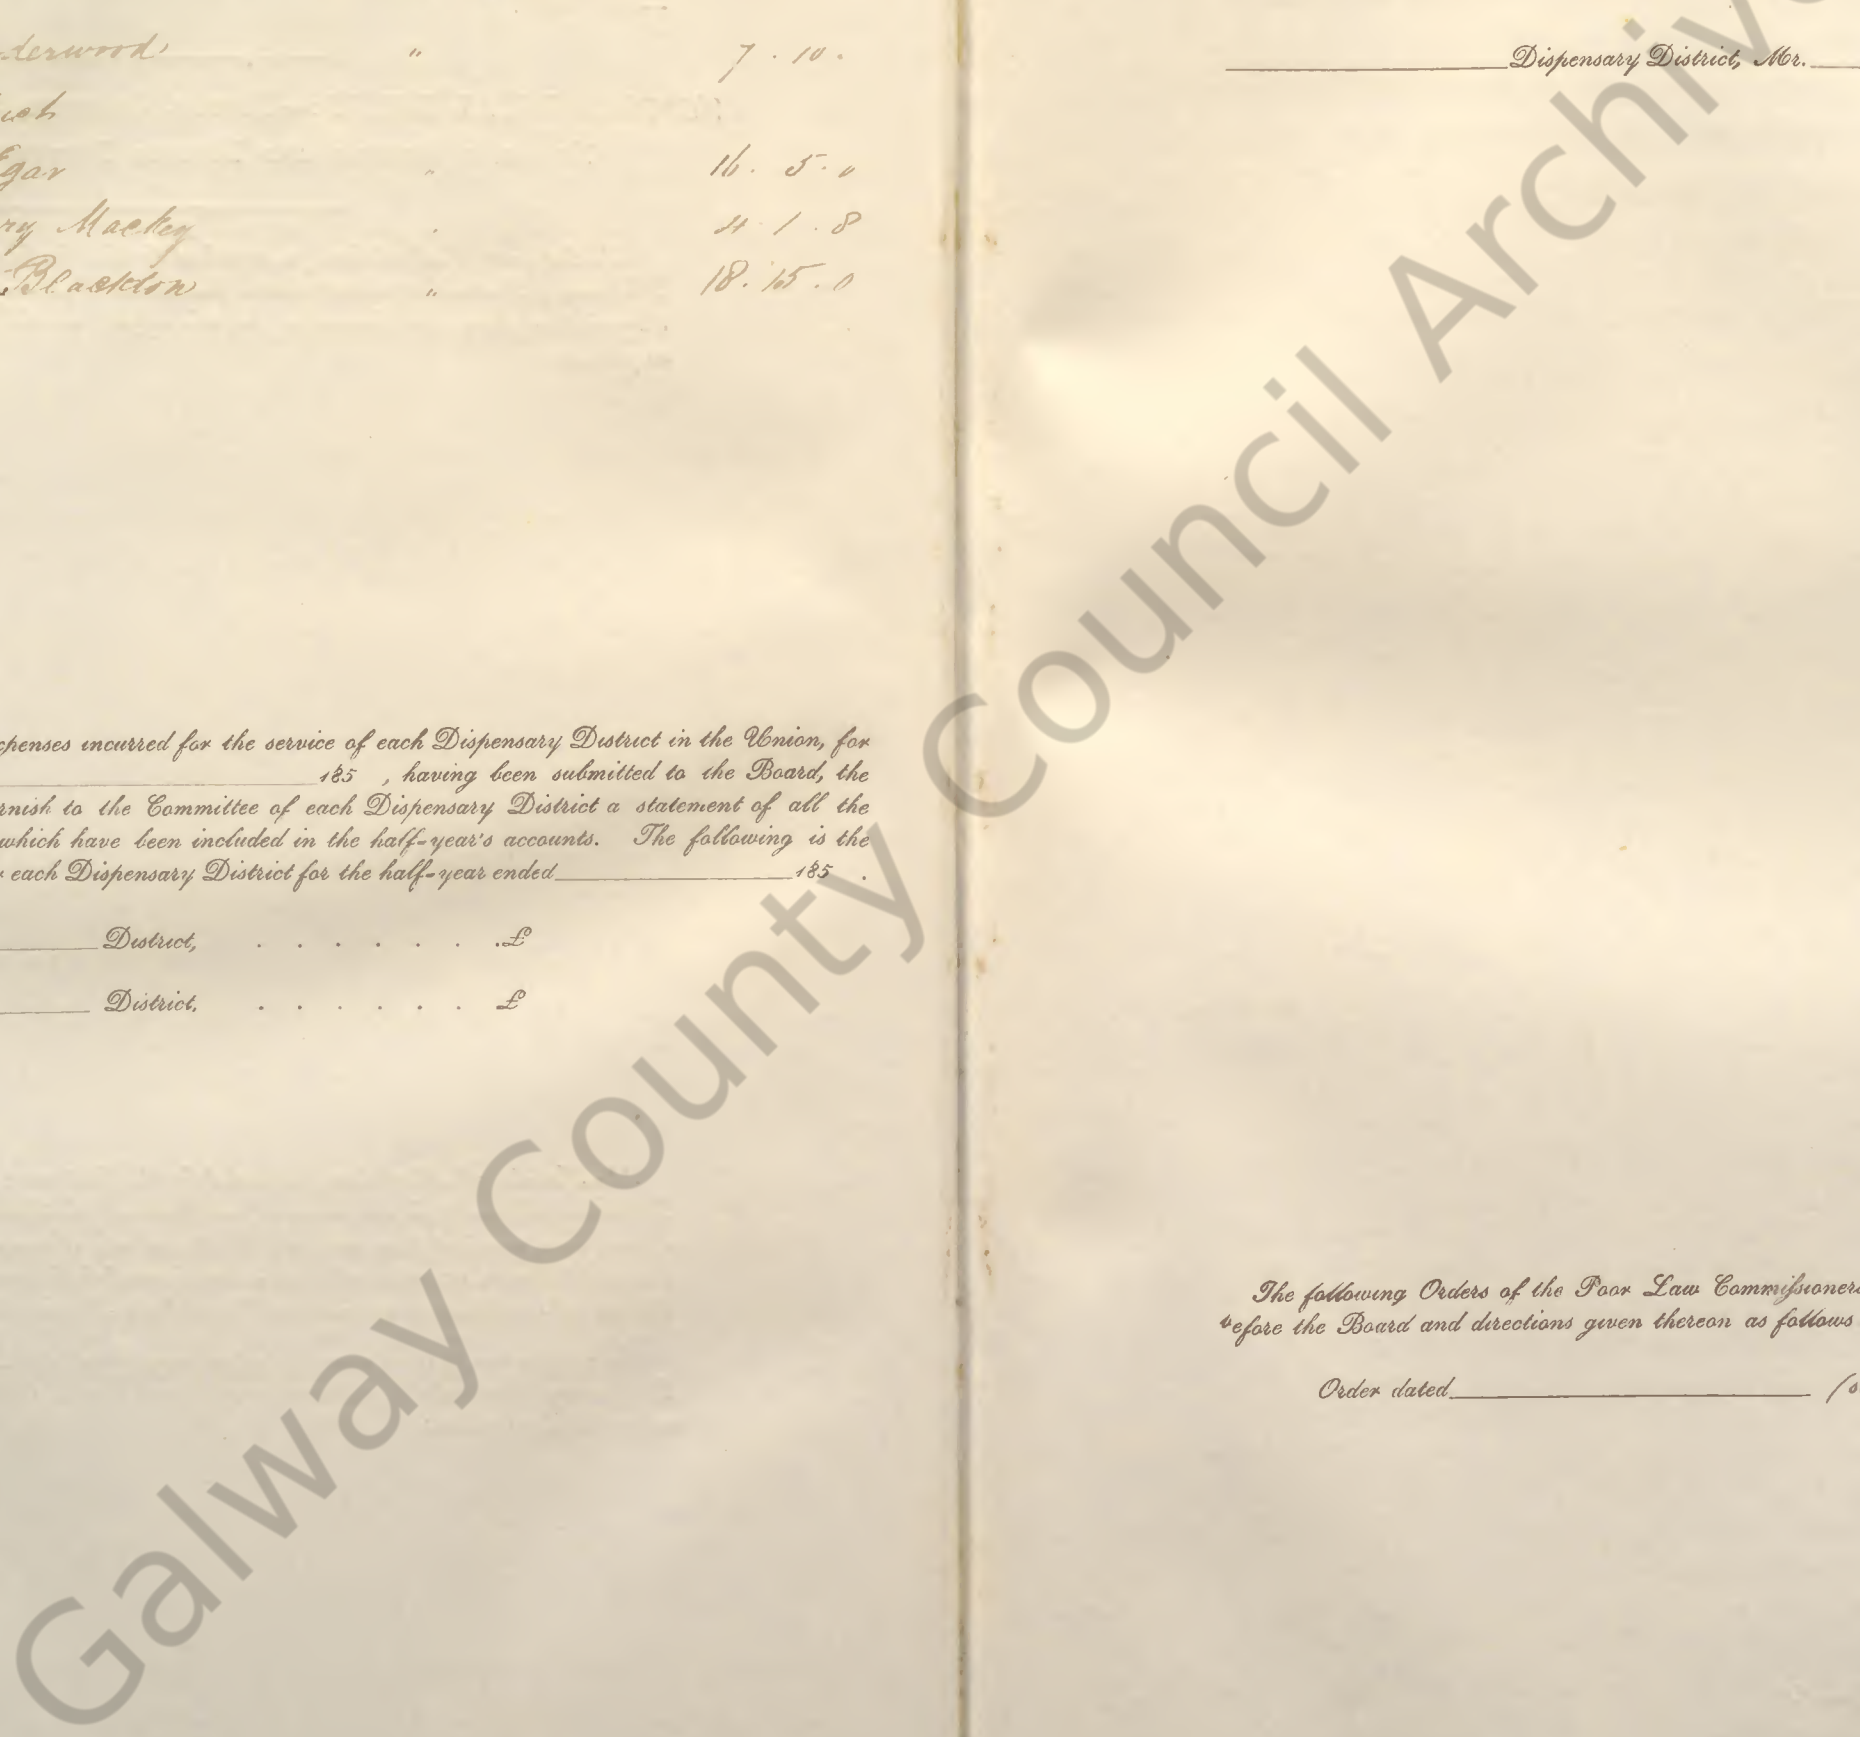 derwood " 7 . 10 .
gar " 16 . 5 . 0
ry Mackey " 4 . 1 . 8
Blackton " 18 . 15 . 0
penses incurred for the service of each Dispensary District in the Union, for
185 , having been submitted to the Board, the
rnish to the Committee of each Dispensary District a statement of all the
which have been included in the half-year's accounts. The following is the
each Dispensary District for the half-year ended 185 .
District, . . . . . . . £
District. . . . . . . £
Dispensary District, Mr.
The following Orders of the Poor Law Commissioners
before the Board and directions given thereon as follows
Order dated
Galway County Council Archive